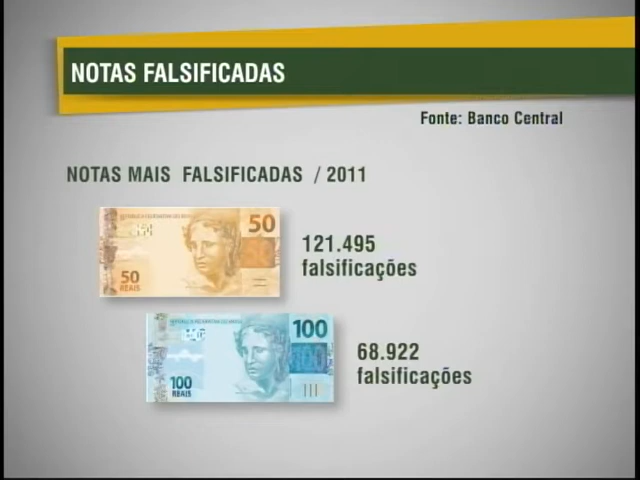 NOTAS FALSIFICADAS
Fonte: Banco Central
NOTAS MAIS FALSIFICADAS / 2011
50
121.495
falsificações
50
REAIS
100
68.922
falsificações
100
REAIS